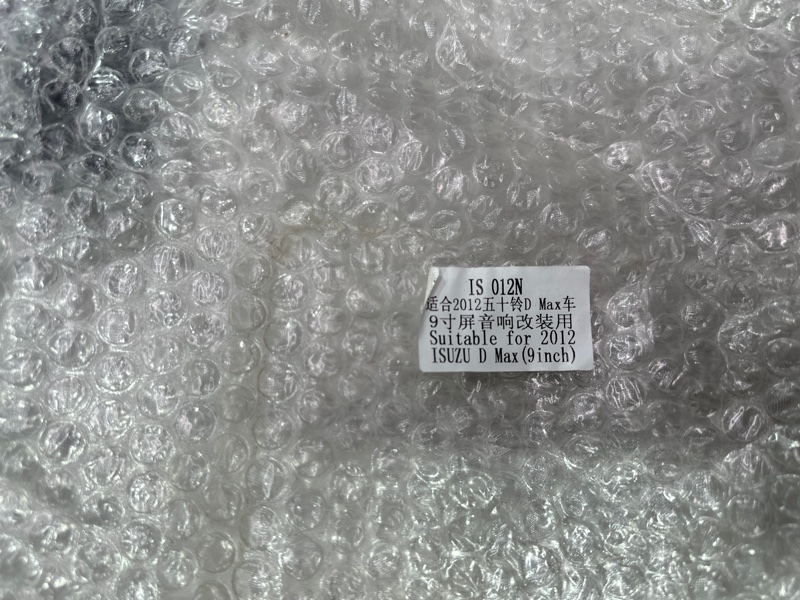 IS 012N
适合2012五十铃D Max车
9寸屏音响改装用
Suitable for 2012
ISUZU D Max(9inch)